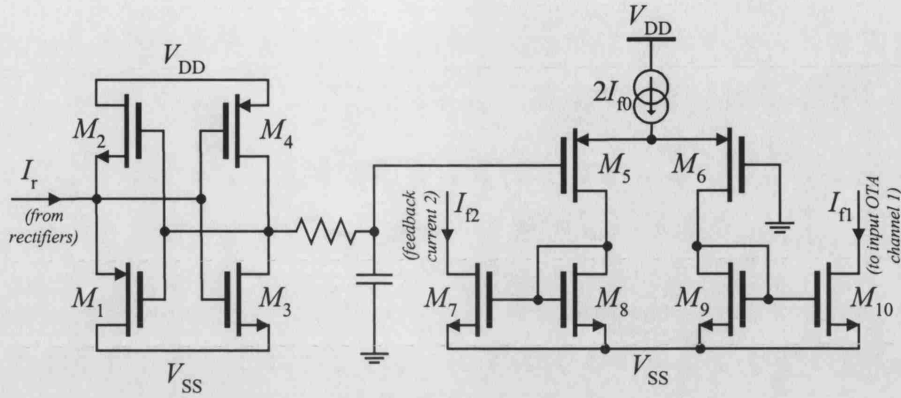 V_DD
V_DD
2I_f0
M_2
M_4
M_5
M_6
I_r
(from rectifiers)
I_f2
(feedback current 2)
I_f1
(to input OTA channel 1)
M_1
M_3
M_7
M_8
M_9
M_10
V_SS
V_SS